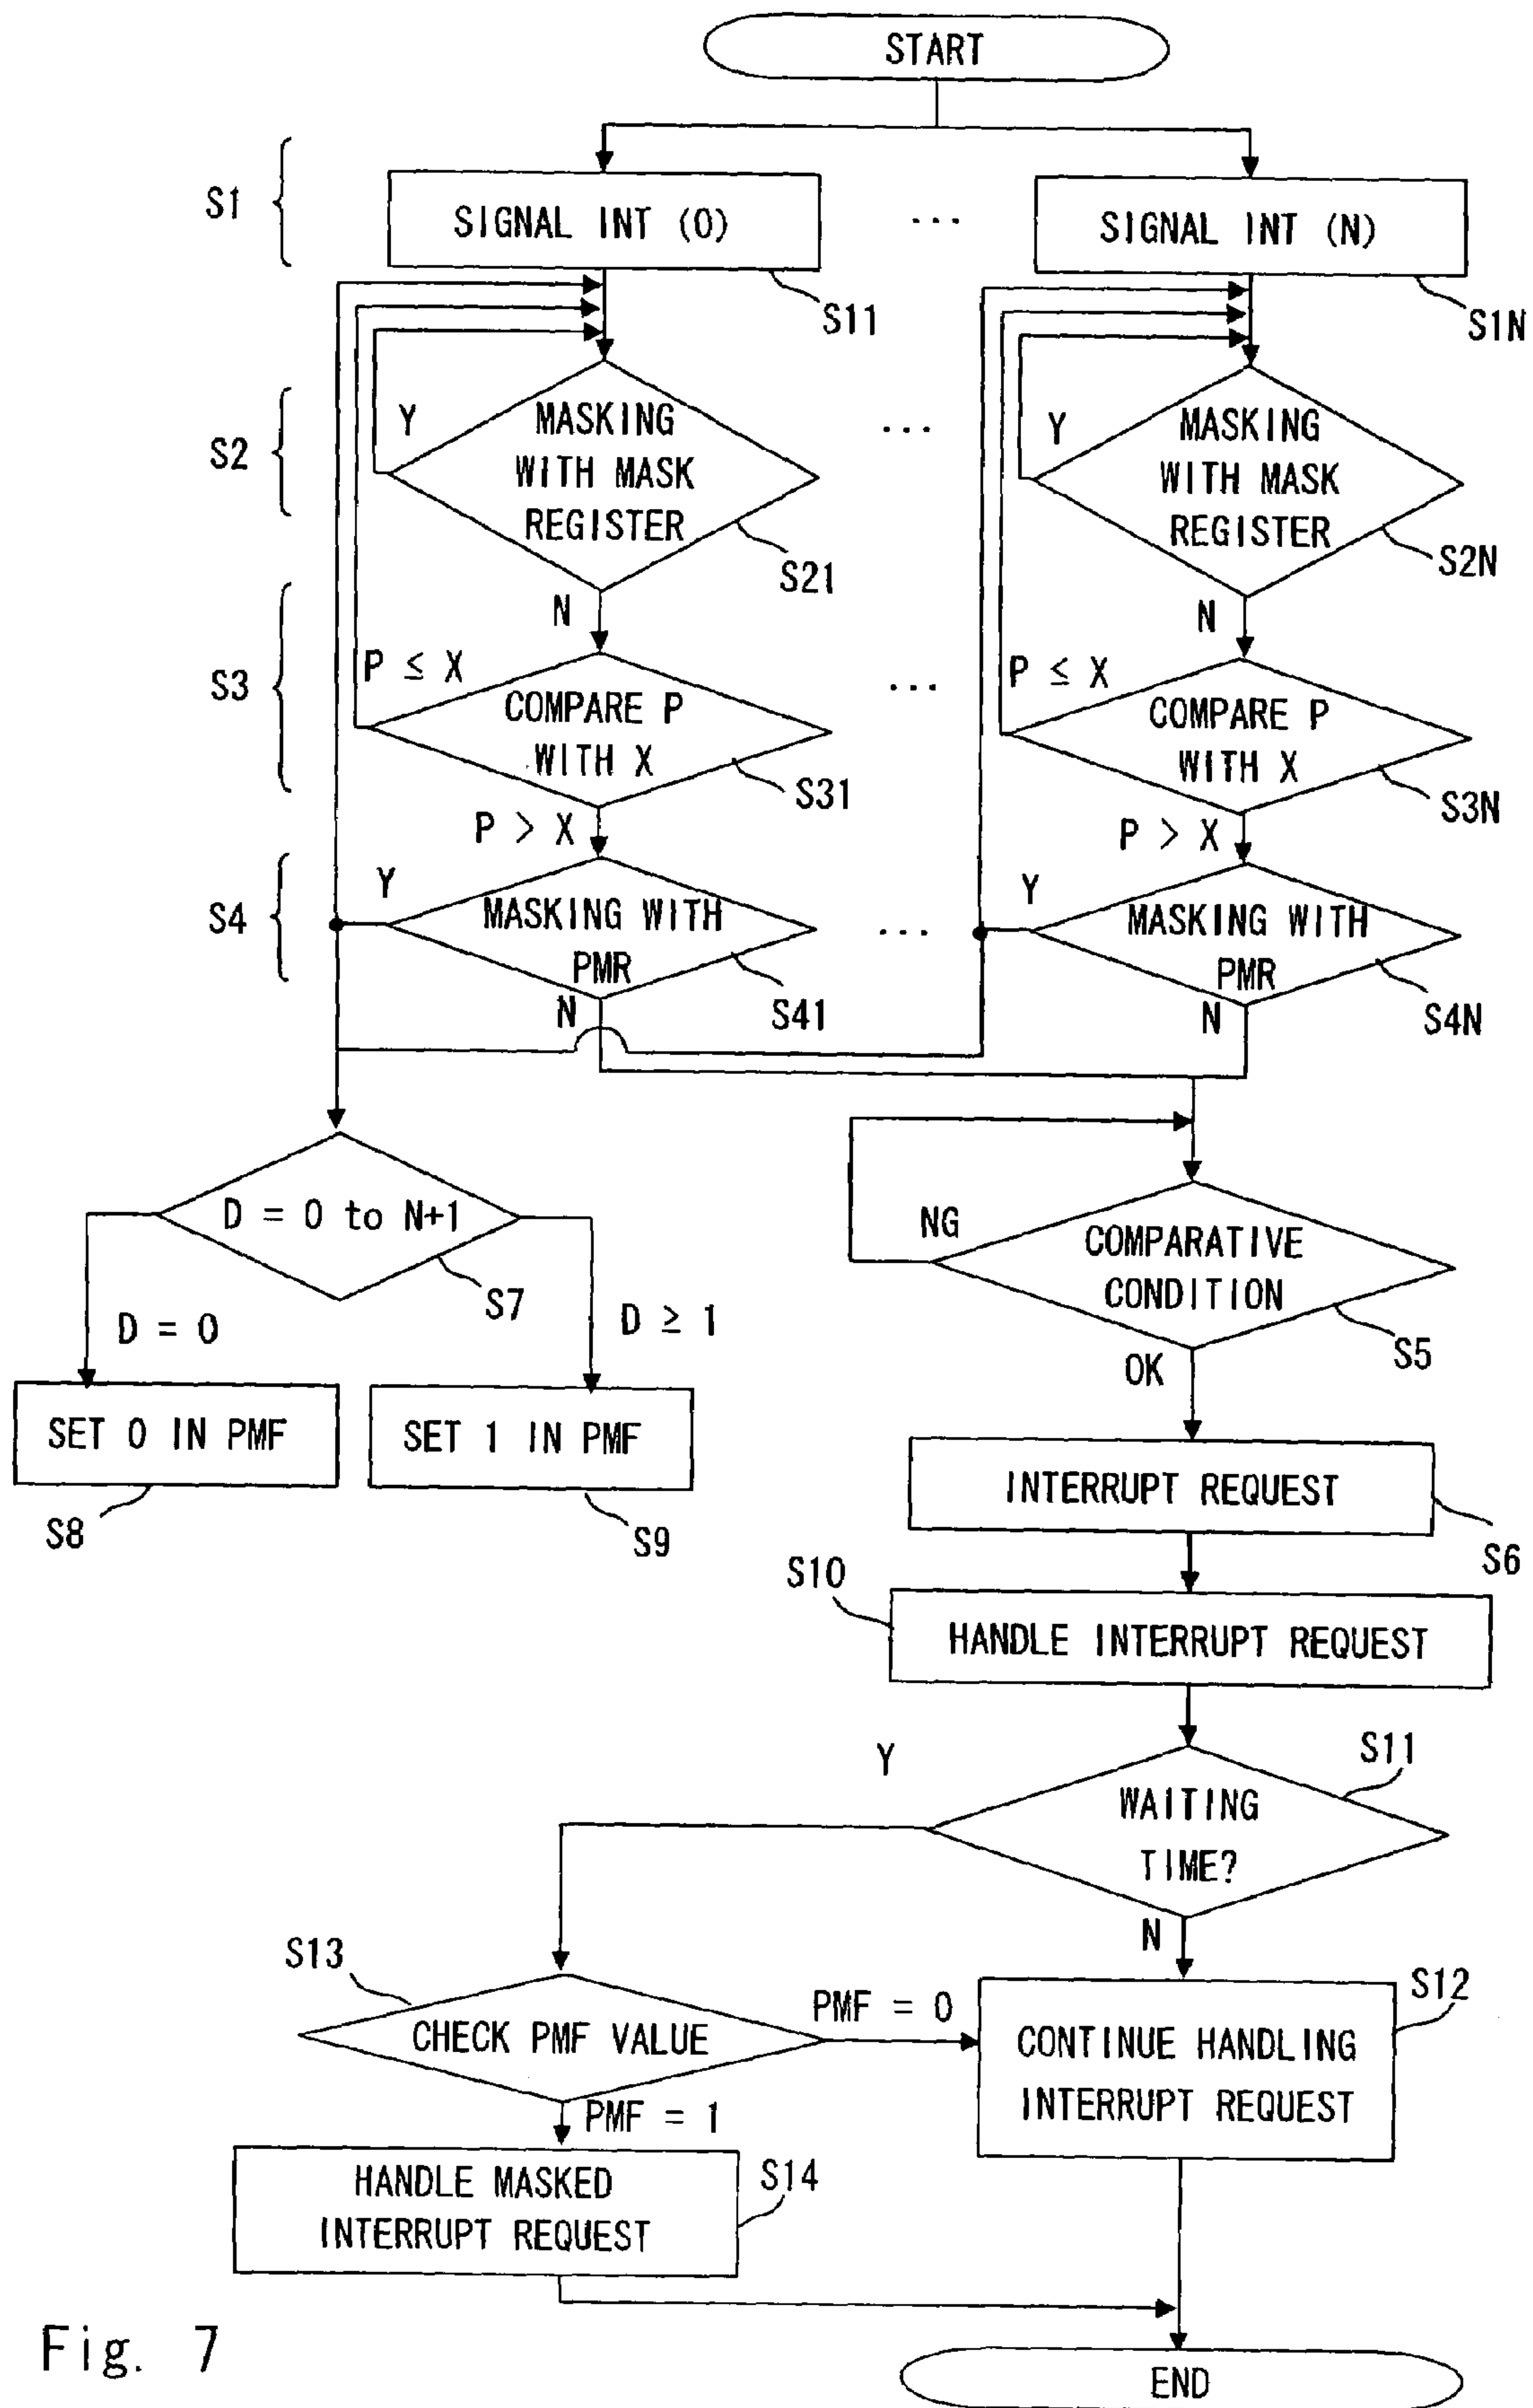 START
S1
SIGNAL INT (0)
...
SIGNAL INT (N)
S11
S1N
S2
Y
MASKING
WITH MASK
REGISTER
...
Y
MASKING
WITH MASK
REGISTER
S21
S2N
N
N
S3
P ≤ X
COMPARE P
WITH X
...
P ≤ X
COMPARE P
WITH X
S31
S3N
P > X
P > X
S4
Y
MASKING WITH
PMR
...
Y
MASKING WITH
PMR
S41
S4N
N
N
D = 0 to N+1
S7
NG
COMPARATIVE
CONDITION
S5
D = 0
D ≥ 1
OK
SET 0 IN PMF
SET 1 IN PMF
S8
S9
INTERRUPT REQUEST
S6
S10
HANDLE INTERRUPT REQUEST
Y
S11
WAITING
TIME?
N
S13
CHECK PMF VALUE
PMF = 0
S12
CONTINUE HANDLING
INTERRUPT REQUEST
PMF = 1
HANDLE MASKED
INTERRUPT REQUEST
S14
Fig. 7
END